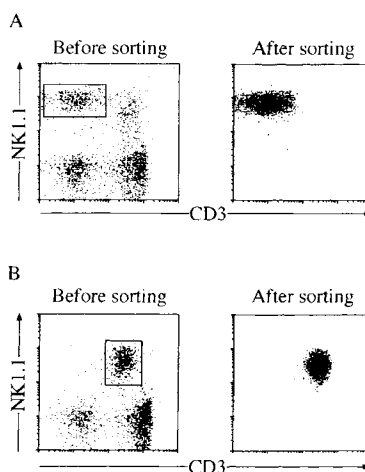 A
Before sorting After sorting
NK1.1
CD3
B
Before sorting After sorting
NK1.1
CD3